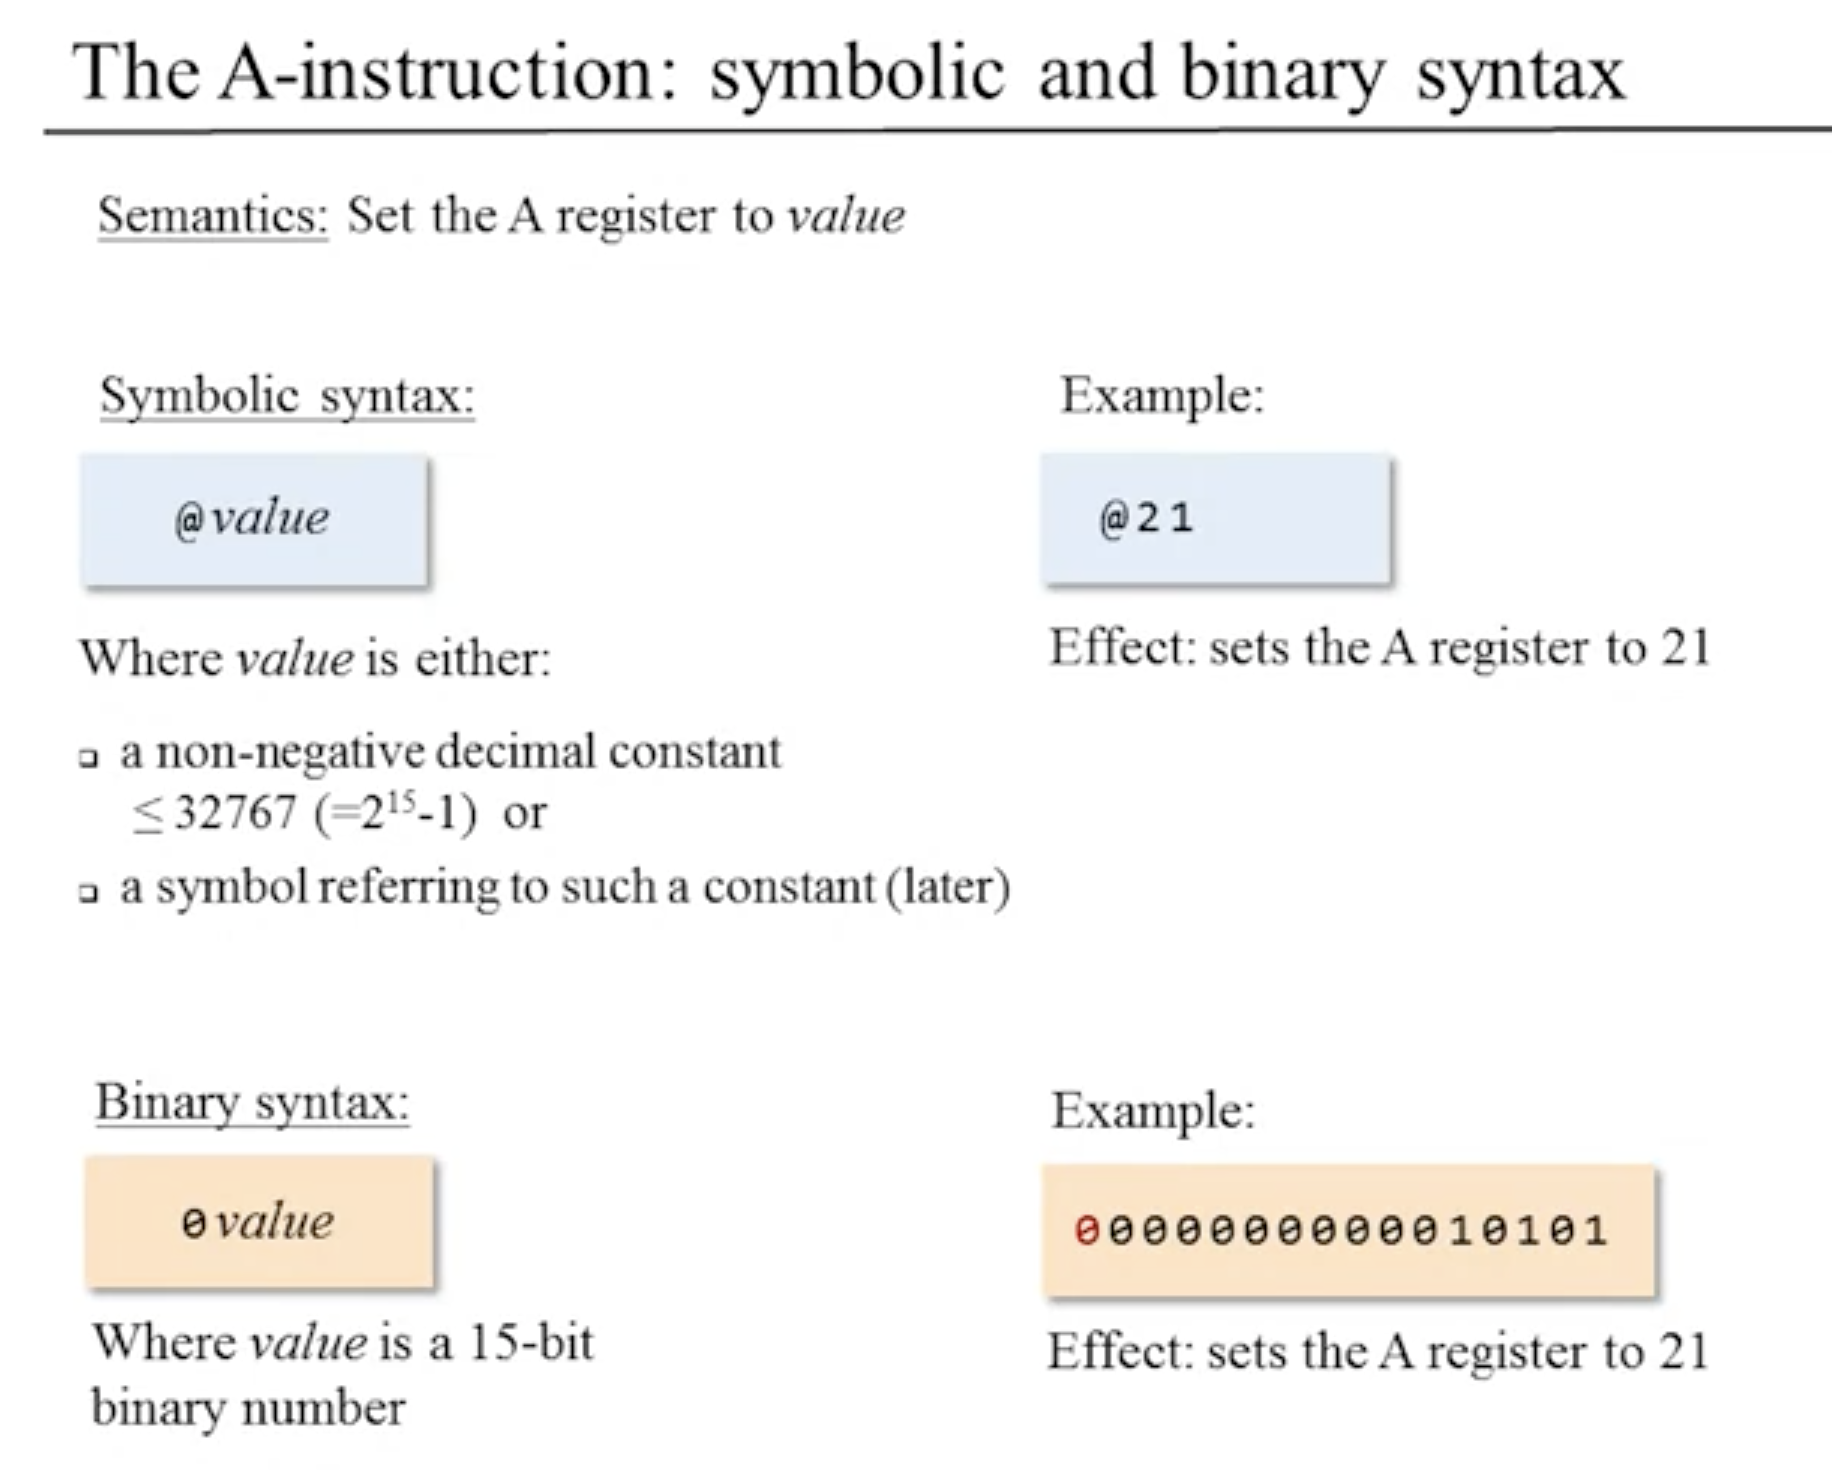 The A-instruction: symbolic and binary syntax
Semantics: Set the A register to value
Symbolic syntax:
@value
Where value is either:
❑ a non-negative decimal constant
≤ 32767 (=2¹⁵-1) or
❑ a symbol referring to such a constant (later)
Example:
@21
Effect: sets the A register to 21
Binary syntax:
0value
Where value is a 15-bit
binary number
Example:
0000000000010101
Effect: sets the A register to 21